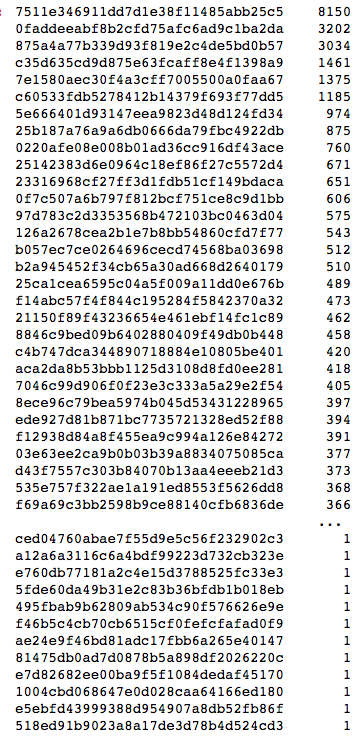 7511e346911dd7d1e38f11485abb25c5 8150
0faddeeabf8b2cfd75afc6ad9c1ba2da 3202
875a4a77b339d93f819e2c4de5bd0b57 3034
c35d635cd9d875e63fcaff8e4f1398a9 1461
7e1580aec30f4a3cff7005500a0faa67 1375
c60533fdb5278412b14379f693f77dd5 1185
5e666401d93147eea9823d48d124fd34 974
25b187a76a9a6db0666da79fbc4922db 875
0220afe08e008b01ad36cc916df43ace 760
25142383d6e0964c18ef86f27c5572d4 671
23316968cf27ff3d1fdb51cf149bdaca 651
0f7c507a6b797f812bcf751ce8c9d1bb 606
97d783c2d3353568b472103bc0463d04 575
126a2678cea2b1e7b8bb54860cfd7f77 543
b057ec7ce0264696cecd74568ba03698 512
b2a945452f34cb65a30ad668d2640179 510
25ca1cea6595c04a5f009a11dd0e676b 489
f14abc57f4f844c195284f5842370a32 473
21150f89f43236654e461ebf14fc1c89 462
8846c9bed09b6402880409f49db0b448 458
c4b747dca344890718884e10805be401 420
aca2da8b53bbb1125d3108d8fd0ee281 418
7046c99d906f0f23e3c333a5a29e2f54 405
8ece96c79bea5974b045d53431228965 397
ede927d81b871bc7735721328ed52f88 394
f12938d84a8f455ea9c994a126e84272 391
03e63ee2ca9b0b03b39a8834075085ca 377
d43f7557c303b84070b13aa4eeeb21d3 373
535e757f322ae1a191ed8553f5626dd8 368
f69a69c3bb2598b9ce88140cfb6836de 366
...
ced04760abae7f55d9e5c56f232902c3 1
a12a6a3116c6a4bdf99223d732cb323e 1
e760db77181a2c4e15d3788525fc33e3 1
5fde60da49b31e2c83b36bfdb1b018eb 1
495fbab9b62809ab534c90f576626e9e 1
f46b5c4cb70cb6515cf0fefcfafad0f9 1
ae24e9f46bd81adc17fbb6a265e40147 1
81475db0ad7d0878b5a898df2026220c 1
e7d82682ee00ba9f5f1084dedaf45170 1
1004cbd068647e0d028caa64166ed180 1
e5ebfd43999388d954907a8db52fb86f 1
518ed91b9023a8a17de3d78b4d524cd3 1